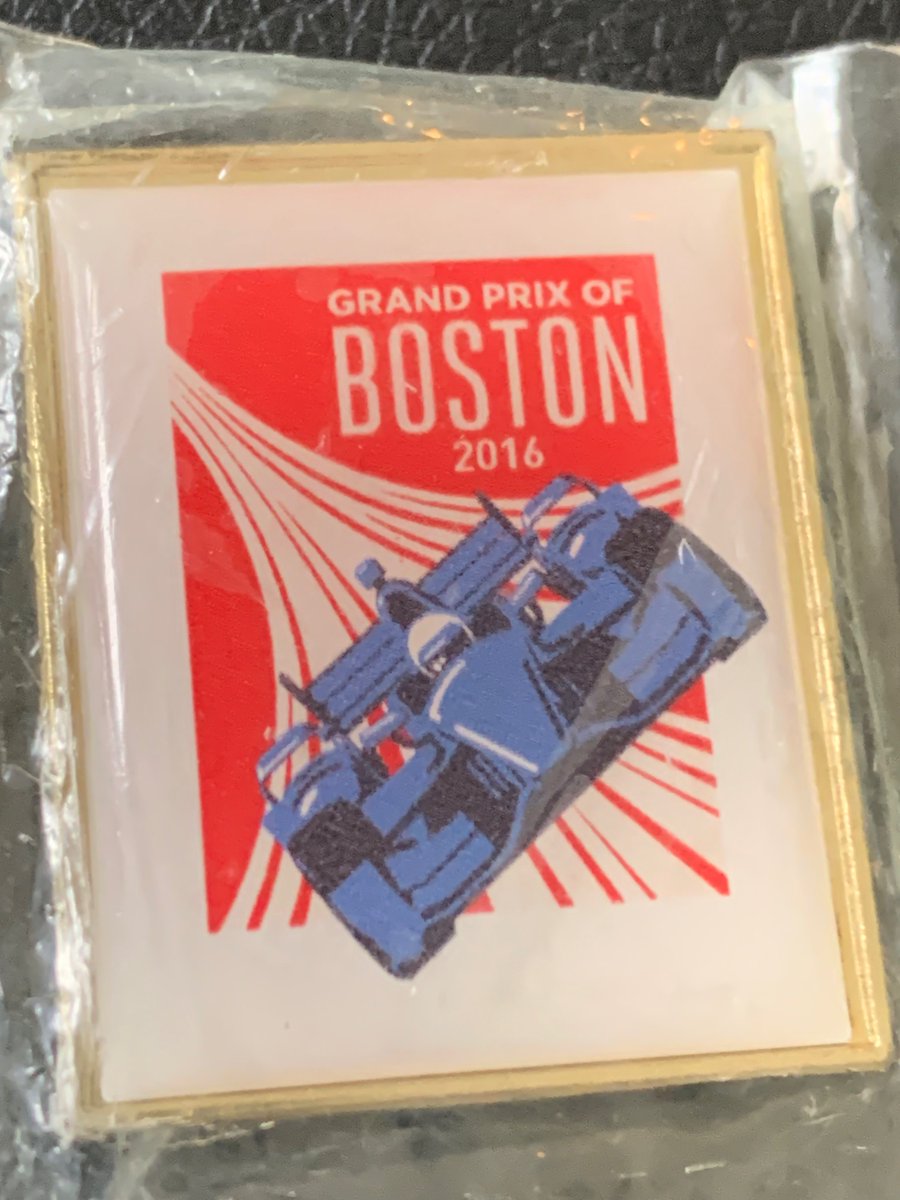 GRAND PRIX OF
BOSTON
2016